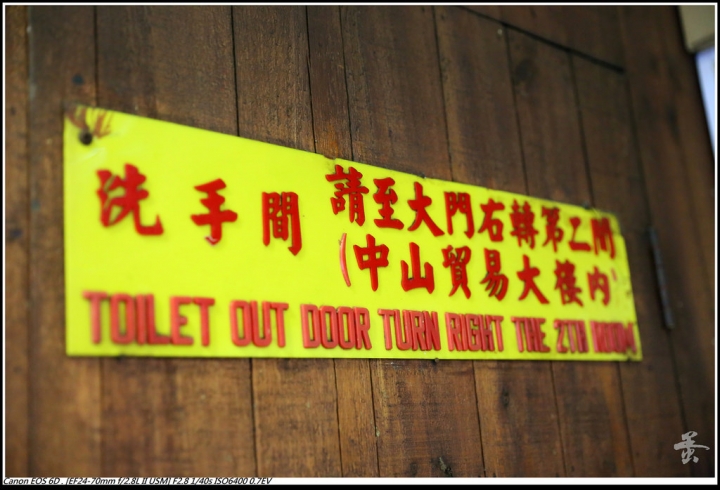 洗手間
請至大門右轉第乙間
(中山貿易大樓內)
TOILET OUT DOOR TURN RIGHT THE 2TH ROOM
Canon EOS 6D , |EF24-70mm f/2.8L II USM| F2.8 1/40s ISO6400 0.7EV